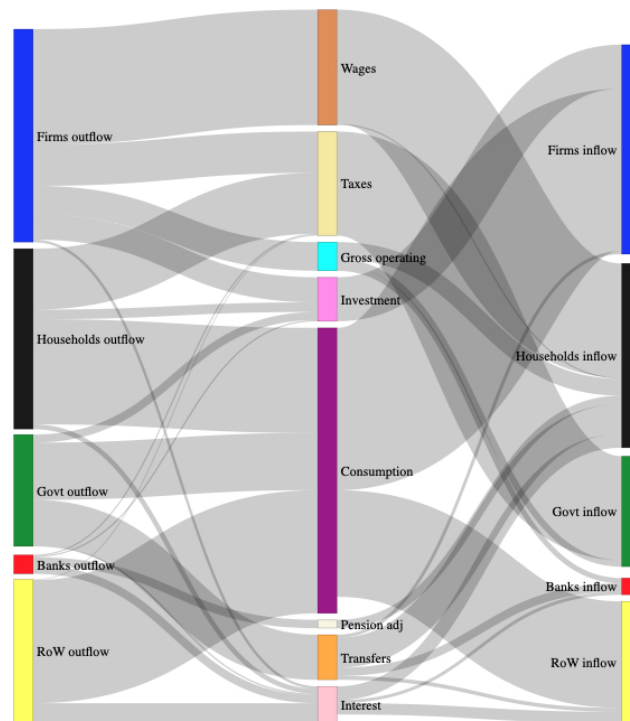 Wages
Firms outflow
Firms inflow
Taxes
Gross operating
Investment
Households outflow
Households inflow
Consumption
Govt outflow
Govt inflow
Banks outflow
Banks inflow
Pension adj
RoW outflow
Transfers
RoW inflow
Interest